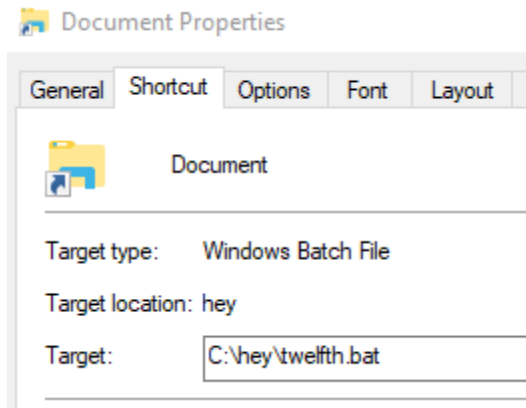 Document Properties
General Shortcut Options Font Layout
Document
Target type: Windows Batch File
Target location: hey
Target: C:\hey\twelfth.bat